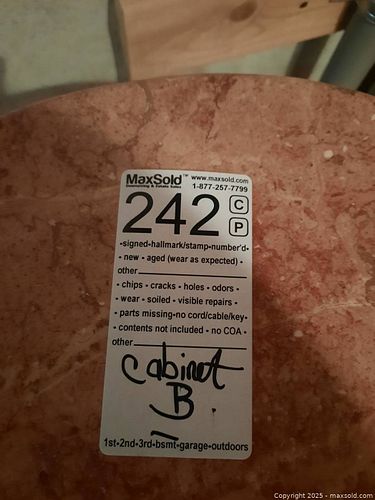 MaxSold™ www.maxsold.com
Downsizing & Estate Sales 1-877-257-7799
242 C
P
•signed•hallmark/stamp•number'd•
• new • aged (wear as expected) •
other
• chips • cracks • holes • odors •
• wear • soiled • visible repairs •
• parts missing•no cord/cable/key•
• contents not included • no COA •
other
cabinet
B
1st•2nd•3rd•bsmt•garage•outdoors
Copyright 2025 - maxsold.com